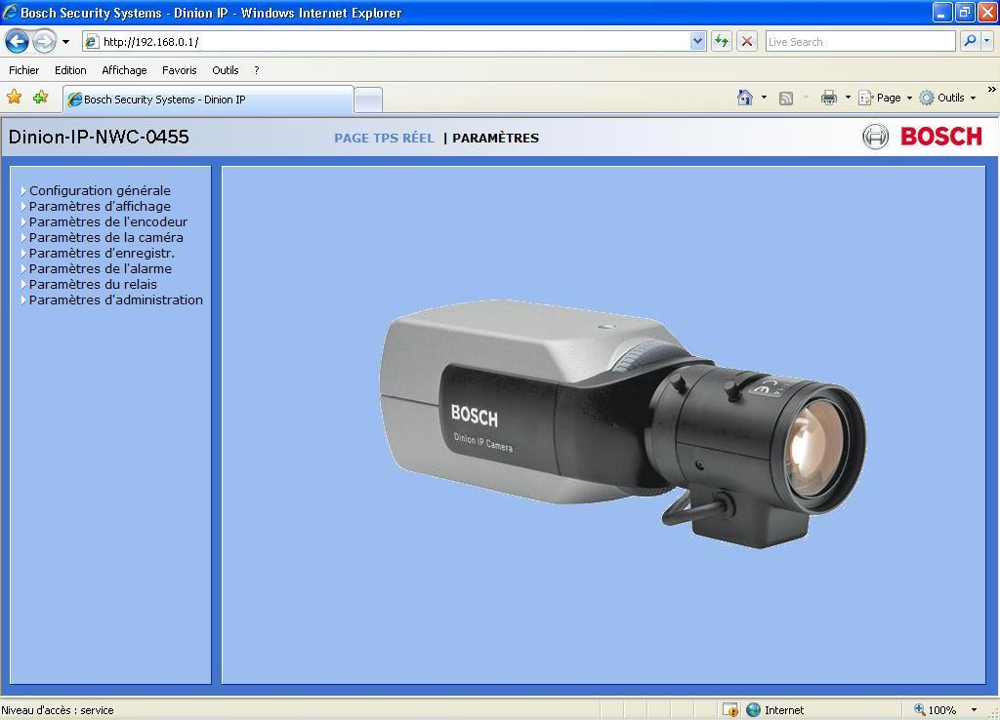 Bosch Security Systems - Dinion IP - Windows Internet Explorer
http://192.168.0.1/
Live Search
Fichier Edition Affichage Favoris Outils ?
Bosch Security Systems - Dinion IP
Page Outils »
Dinion-IP-NWC-0455 PAGE TPS RÉEL | PARAMÈTRES BOSCH
Configuration générale
Paramètres d'affichage
Paramètres de l'encodeur
Paramètres de la caméra
Paramètres d'enregistr.
Paramètres de l'alarme
Paramètres du relais
Paramètres d'administration
BOSCH
Dinion IP Camera
CE
Niveau d'accès : service Internet 100%